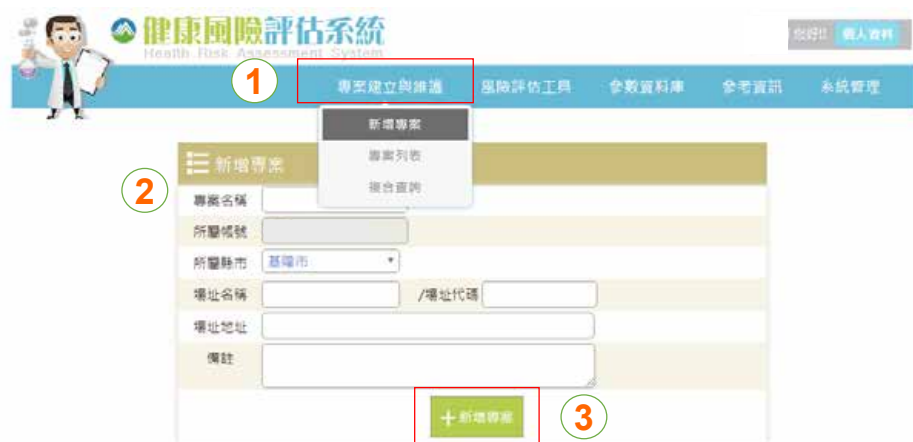 健康風險評估系統
Health Risk Assessment System
您好!! 個人資料
1
專案建立與維護 風險評估工具 參數資料庫 參考資訊 系統管理
新增專案
專案列表
複合查詢
新增專案
2
專案名稱
所屬帳號
所屬縣市 基隆市
場址名稱 /場址代碼
場址地址
備註
+新增專案
3